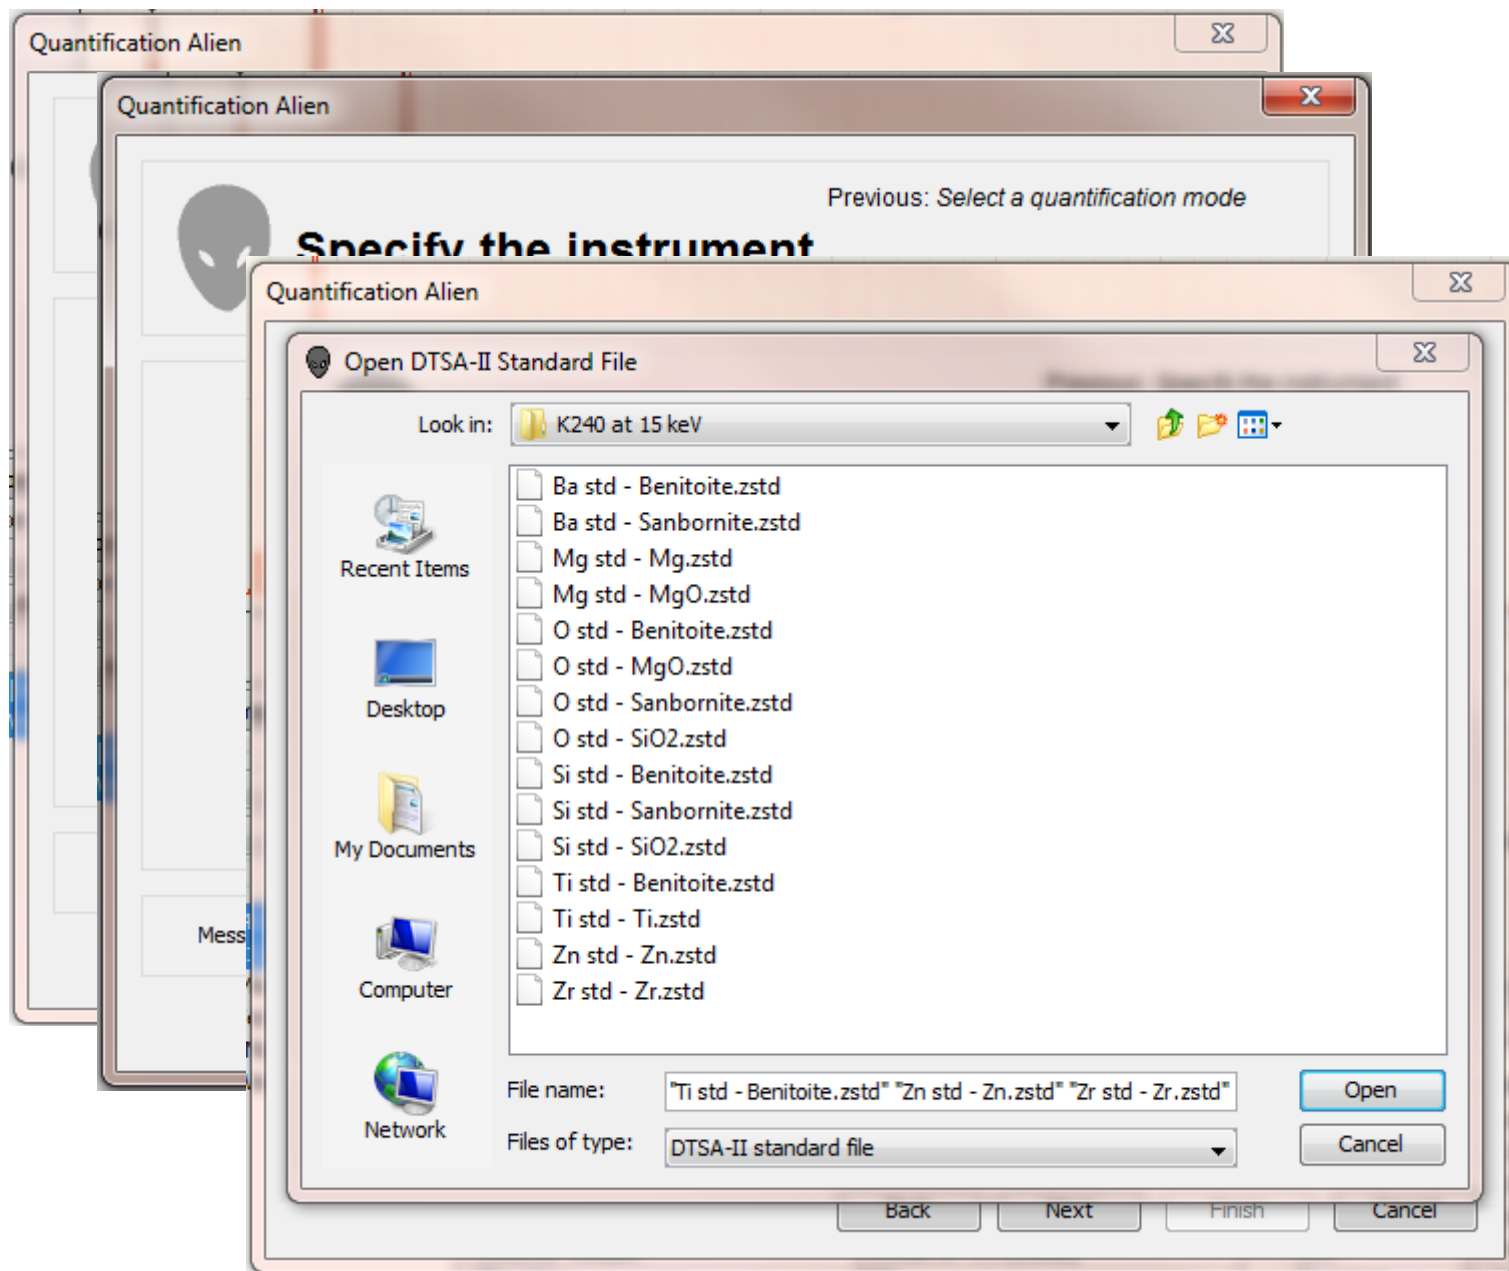 Quantification Alien
Quantification Alien
Previous: Select a quantification mode
Specify the instrument
Quantification Alien
Open DTSA-II Standard File
Previous: Specify the instrument
Look in:
K240 at 15 keV
Ba std - Benitoite.zstd
Ba std - Sanbornite.zstd
Mg std - Mg.zstd
Recent Items
Mg std - MgO.zstd
O std - Benitoite.zstd
O std - MgO.zstd
Desktop
O std - Sanbornite.zstd
O std - SiO2.zstd
Si std - Benitoite.zstd
Si std - Sanbornite.zstd
My Documents
Si std - SiO2.zstd
Ti std - Benitoite.zstd
Ti std - Ti.zstd
Mess
Zn std - Zn.zstd
Computer
Zr std - Zr.zstd
File name:
"Ti std - Benitoite.zstd" "Zn std - Zn.zstd" "Zr std - Zr.zstd"
Open
Network
Files of type:
DTSA-II standard file
Cancel
Back
Next
Finish
Cancel